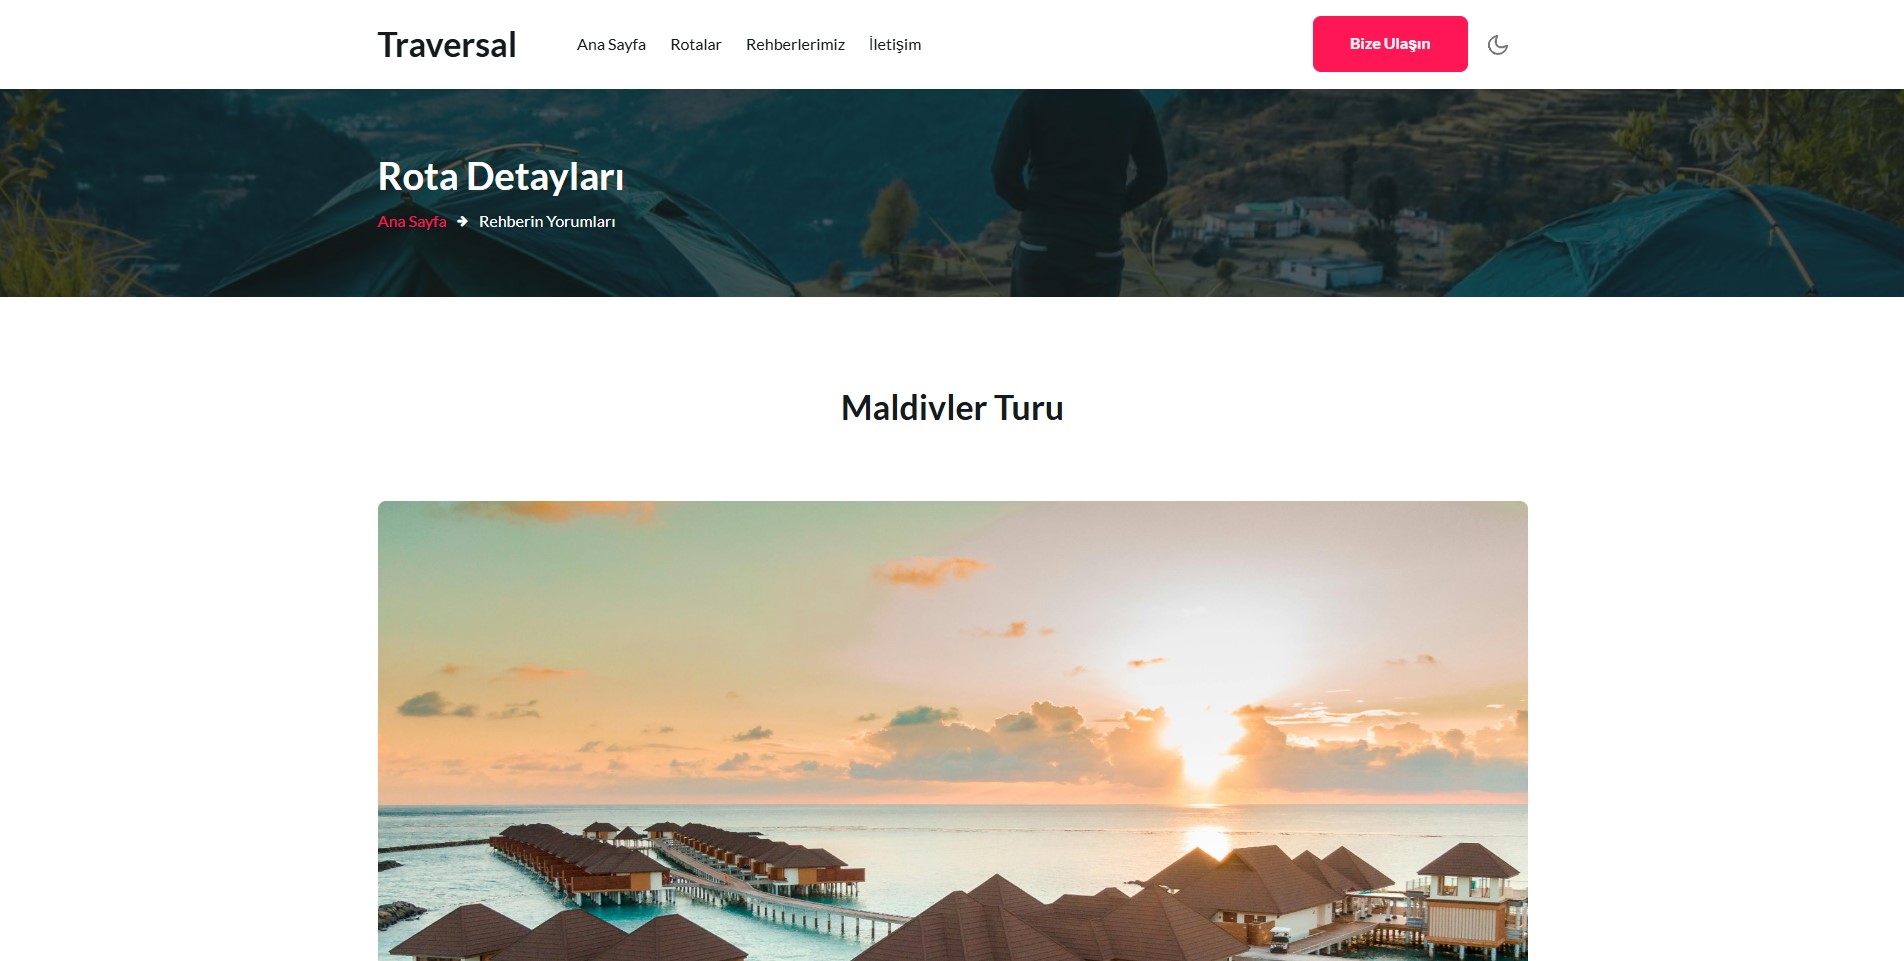 Traversal
Ana Sayfa Rotalar Rehberlerimiz İletişim
Bize Ulaşın
Rota Detayları
Ana Sayfa → Rehberin Yorumları
Maldivler Turu